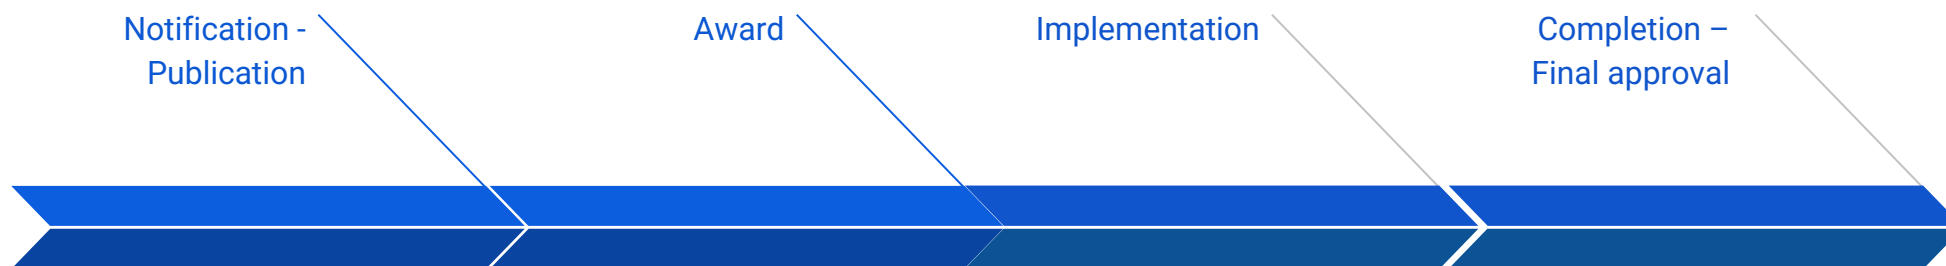 Notification -
Publication
Award
Implementation
Completion –
Final approval